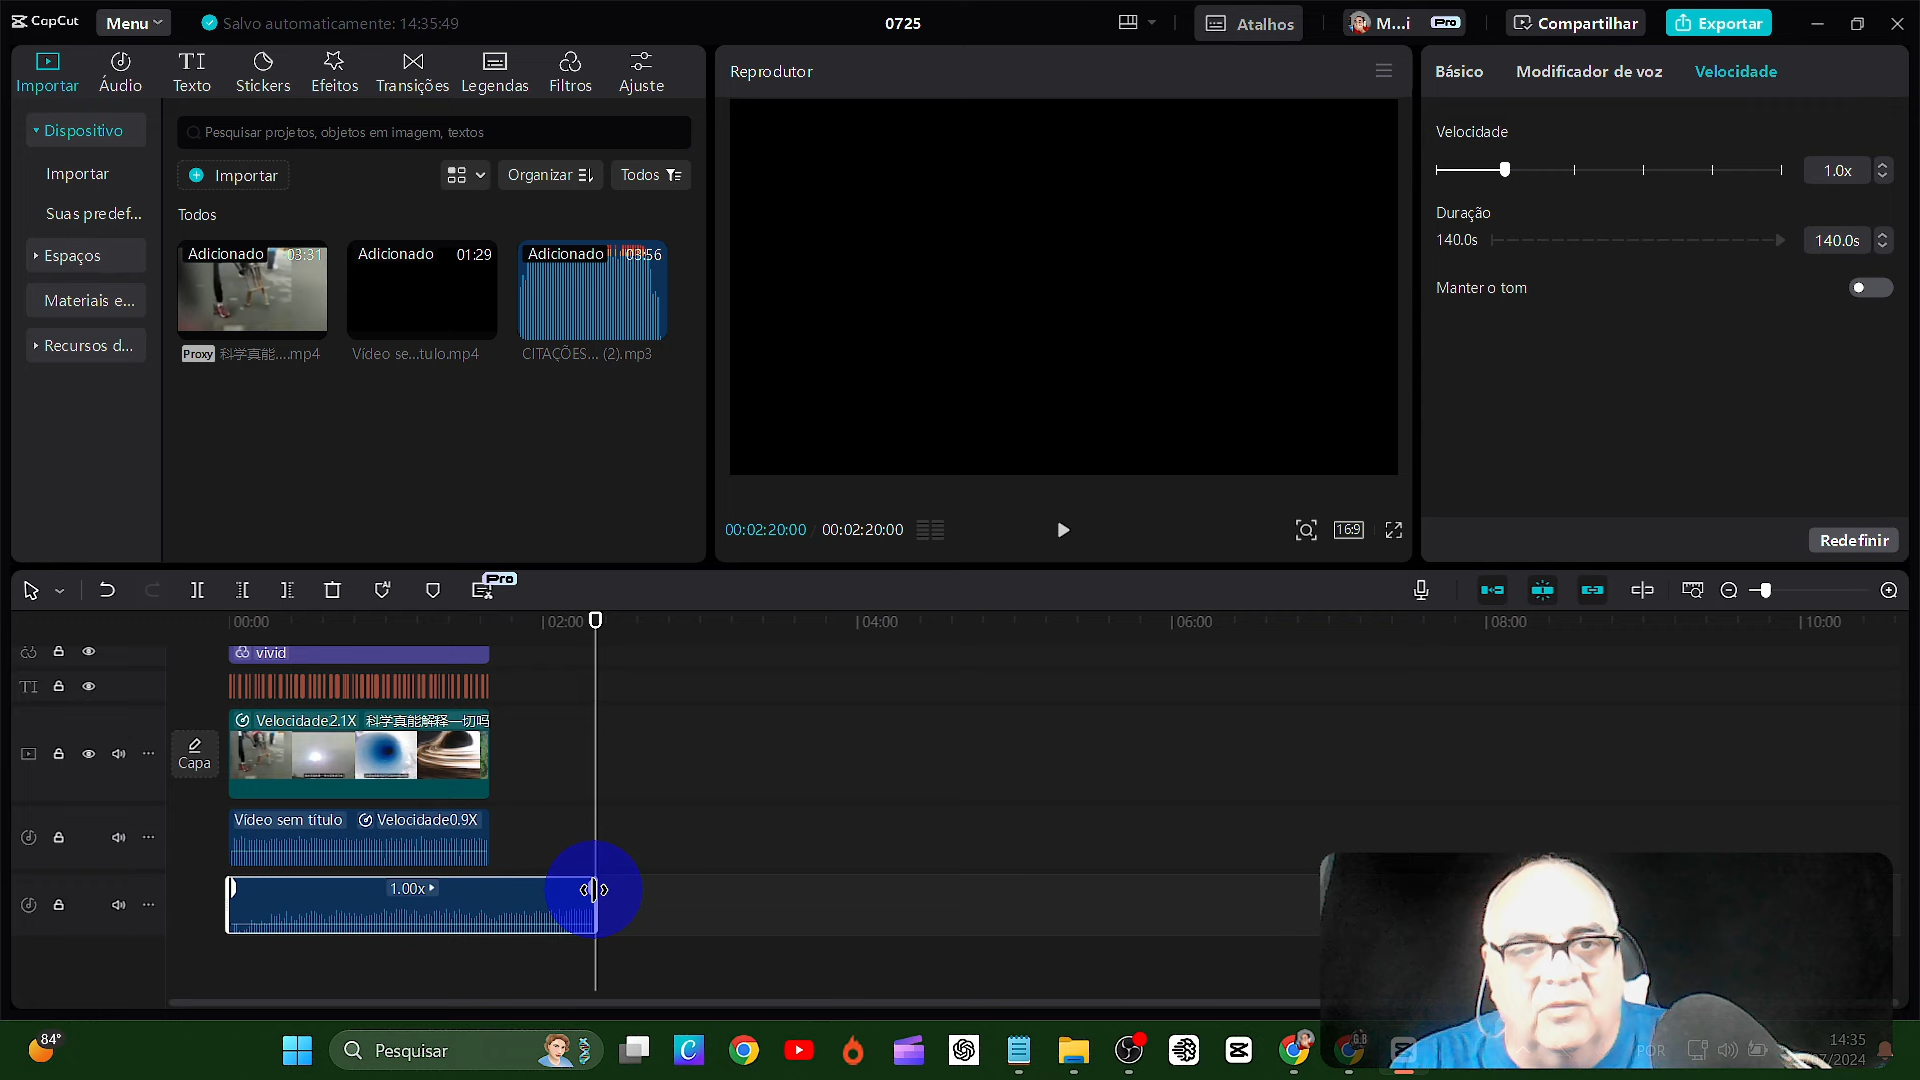 CapCut
Menu
Salvo automaticamente: 14:35:49
0725
Atalhos
M...i
Pro
Compartilhar
Exportar
Importar
Áudio
Texto
Stickers
Efeitos
Transições
Legendas
Filtros
Ajuste
Dispositivo
Importar
Suas predef...
Espaços
Materiais e...
Recursos d...
Pesquisar projetos, objetos em imagem, textos
Importar
Organizar
Todos
Todos
Adicionado 03:31
Adicionado 01:29
Adicionado 03:56
Proxy 科学真能....mp4
Vídeo se...tulo.mp4
CITAÇÕES... (2).mp3
Reprodutor
00:02:20:00 / 00:02:20:00
16:9
Básico
Modificador de voz
Velocidade
Velocidade
1.0x
Duração
140.0s
140.0s
Manter o tom
Redefinir
Pro
00:00
02:00
04:00
06:00
08:00
10:00
vivid
TI
Capa
Velocidade2.1X 科学真能解释一切吗
Vídeo sem título
Velocidade0.9X
1.00x
84°
Pesquisar
G.B
POR
14:35
/07/2024